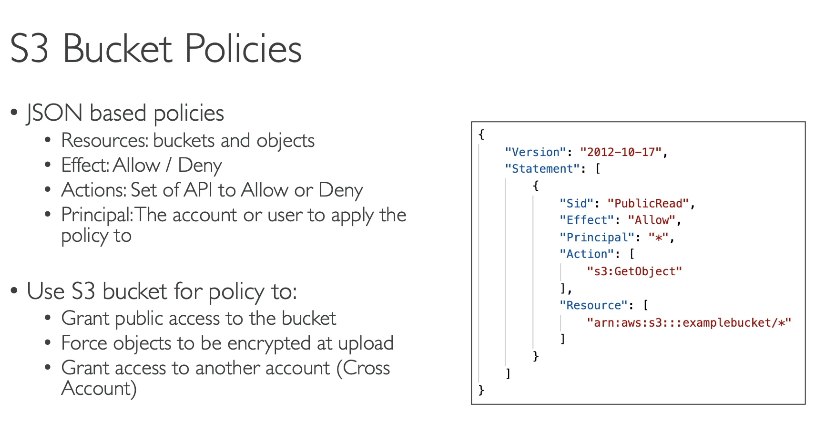 S3 Bucket Policies
• JSON based policies
• Resources: buckets and objects
• Effect: Allow / Deny
• Actions: Set of API to Allow or Deny
• Principal: The account or user to apply the
policy to
• Use S3 bucket for policy to:
• Grant public access to the bucket
• Force objects to be encrypted at upload
• Grant access to another account (Cross
Account)
{
"Version": "2012-10-17",
"Statement": [
{
"Sid": "PublicRead",
"Effect": "Allow",
"Principal": "*",
"Action": [
"s3:GetObject"
],
"Resource": [
"arn:aws:s3:::examplebucket/*"
]
}
]
}